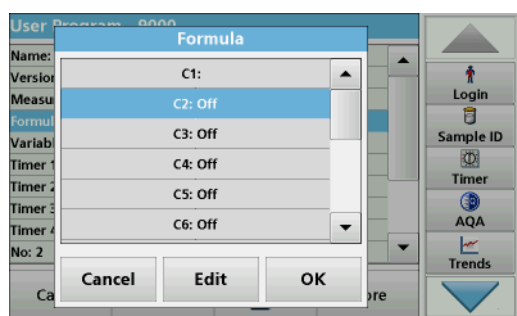 User Program - 9000
Formula
Name:
C1:
Version
Login
Measu
C2: Off
Formul
C3: Off
Sample ID
Variabl
Timer 1
C4: Off
Timer
Timer 2
C5: Off
Timer 3
AQA
Timer 4
C6: Off
No: 2
Trends
Cancel
Edit
OK
Ca
ore